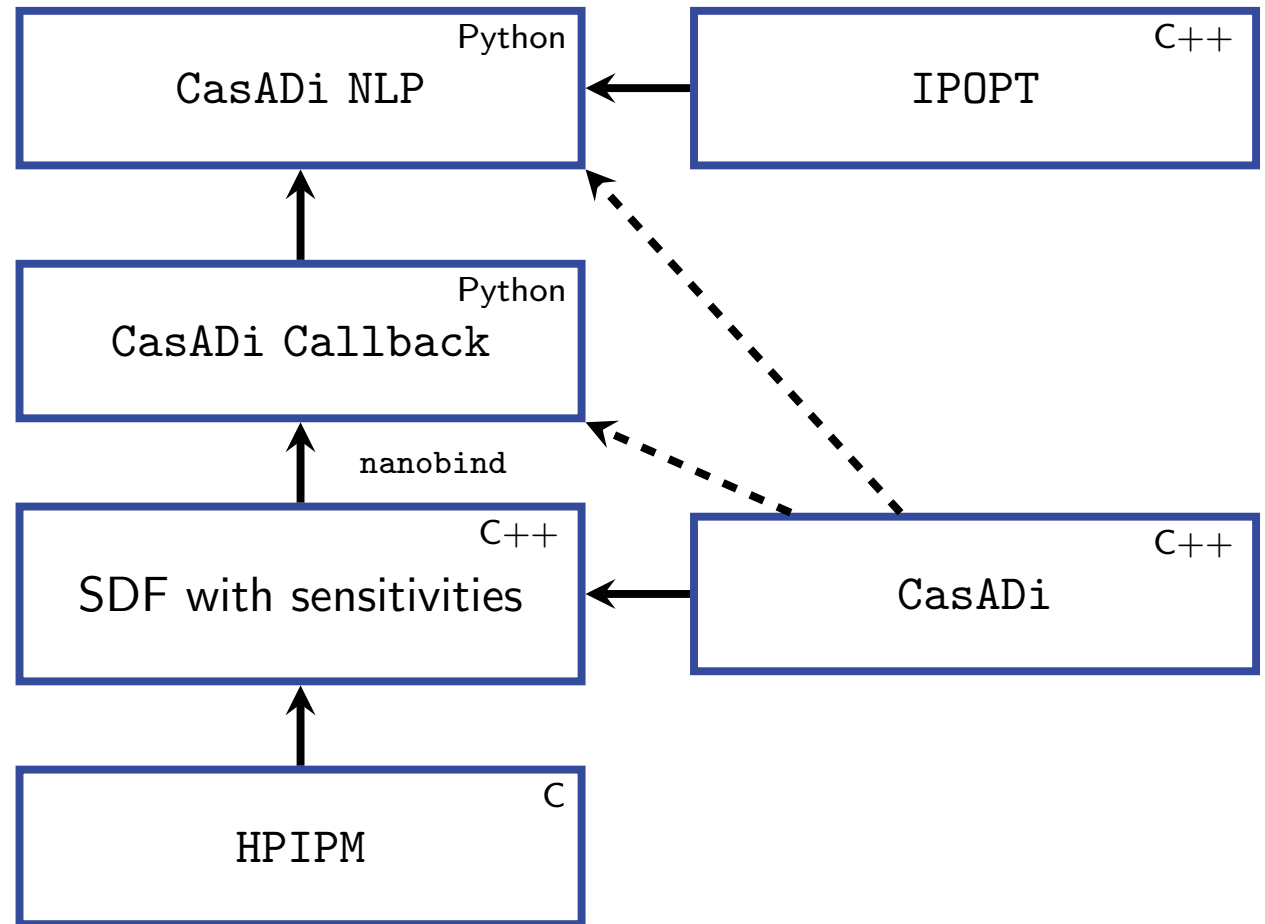 Python
CasADi NLP
C++
IPOPT
Python
CasADi Callback
nanobind
C++
SDF with sensitivities
C++
CasADi
C
HPIPM